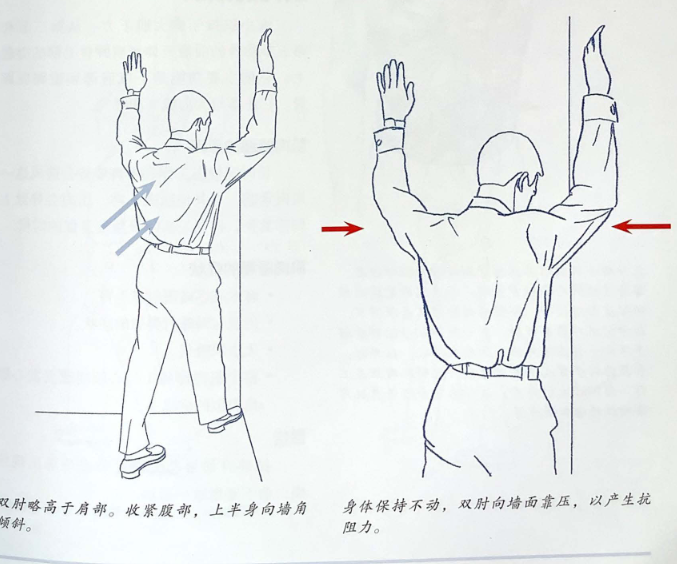 双肘略高于肩部。收紧腹部，上半身向墙角
倾斜。
身体保持不动，双肘向墙面靠压，以产生抗
阻力。